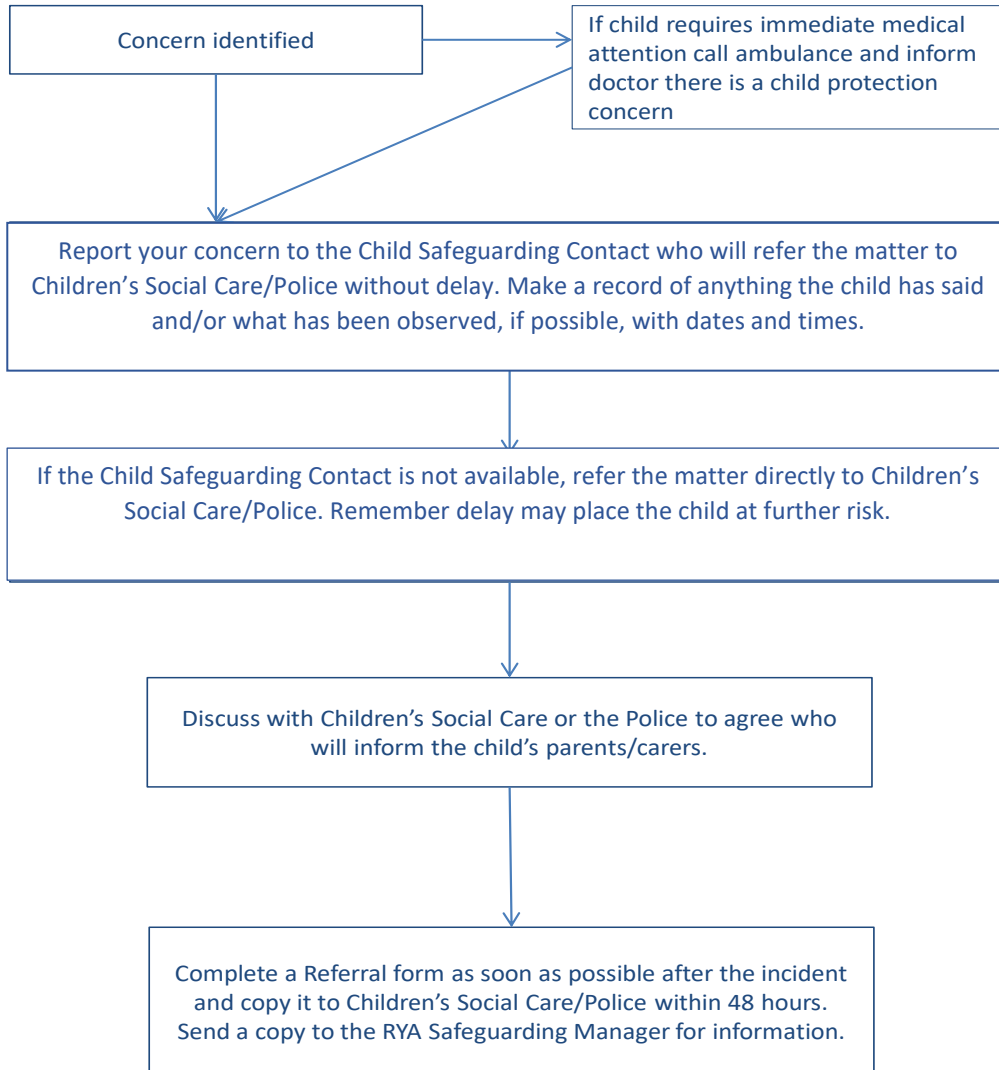 Concern identified
If child requires immediate medical
attention call ambulance and inform
doctor there is a child protection
concern
Report your concern to the Child Safeguarding Contact who will refer the matter to
Children’s Social Care/Police without delay. Make a record of anything the child has said
and/or what has been observed, if possible, with dates and times.
If the Child Safeguarding Contact is not available, refer the matter directly to Children’s
Social Care/Police. Remember delay may place the child at further risk.
Discuss with Children’s Social Care or the Police to agree who
will inform the child’s parents/carers.
Complete a Referral form as soon as possible after the incident
and copy it to Children’s Social Care/Police within 48 hours.
Send a copy to the RYA Safeguarding Manager for information.